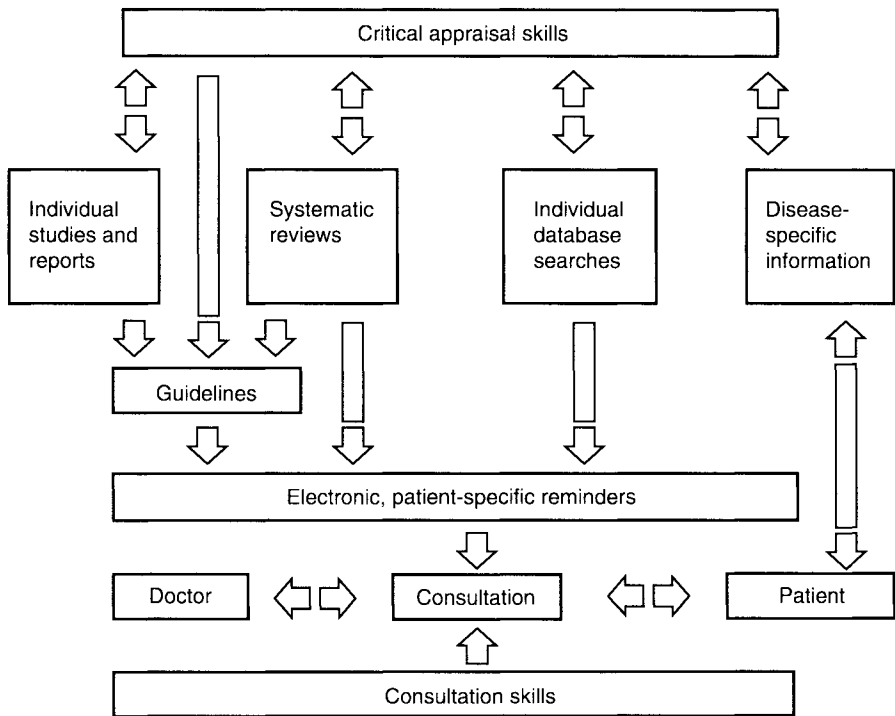 Critical appraisal skills
Individual
studies and
reports
Systematic
reviews
Individual
database
searches
Disease-
specific
information
Guidelines
Electronic, patient-specific reminders
Doctor
Consultation
Patient
Consultation skills